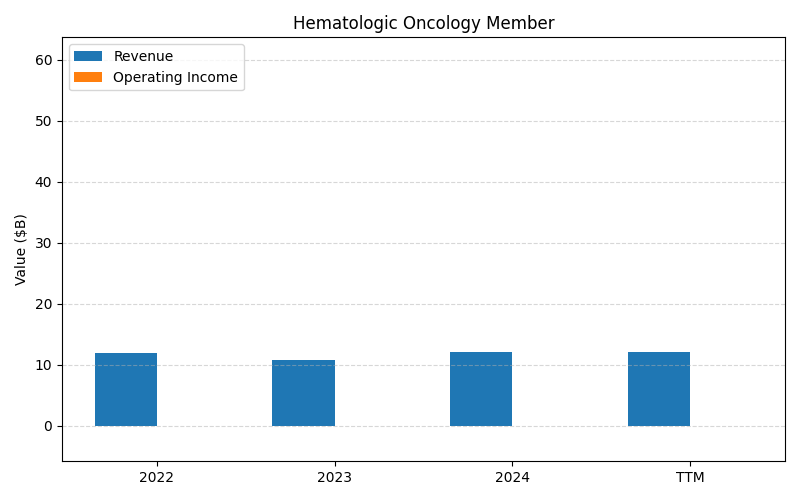 Hematologic Oncology Member
Revenue
Operating Income
Value ($B)
60
50
40
30
20
10
0
2022
2023
2024
TTM